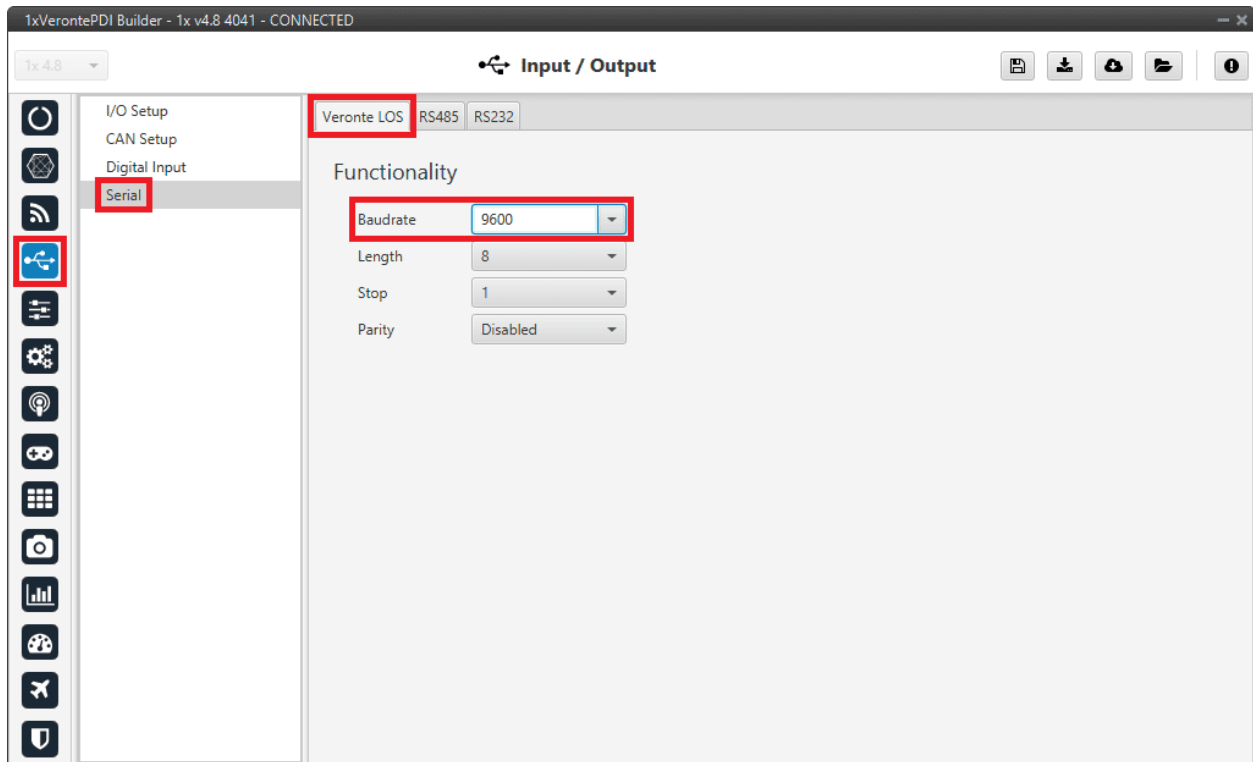 1xVerontePDI Builder - 1x v4.8 4041 - CONNECTED
1x 4.8
Input / Output
I/O Setup
CAN Setup
Digital Input
Serial
Veronte LOS RS485 RS232
Functionality
Baudrate 9600
Length 8
Stop 1
Parity Disabled